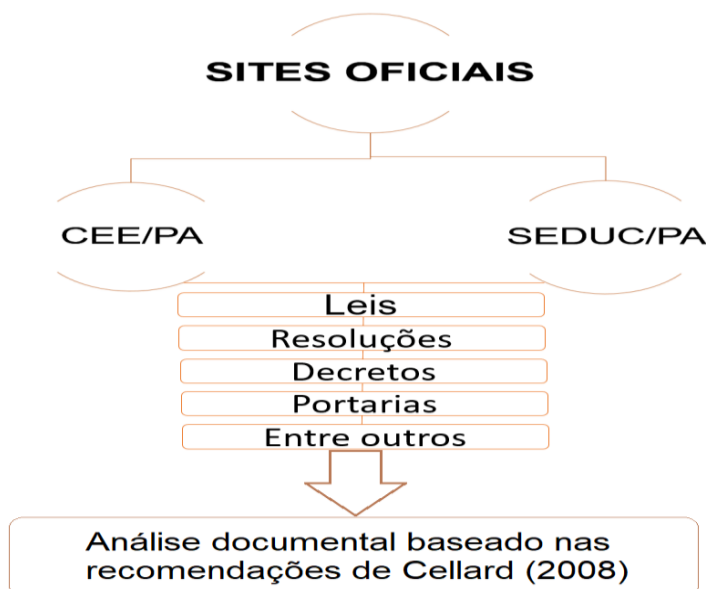 SITES OFICIAIS
CEE/PA
SEDUC/PA
Leis
Resoluções
Decretos
Portarias
Entre outros
Análise documental baseado nas
recomendações de Cellard (2008)